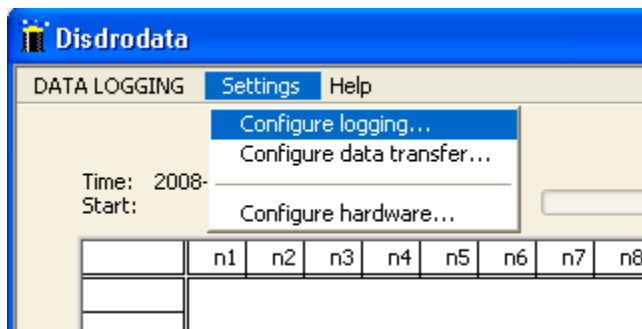 Disdrodata
DATA LOGGING Settings Help
Configure logging...
Configure data transfer...
Time: 2008-
Start:
Configure hardware...
n1 n2 n3 n4 n5 n6 n7 n8